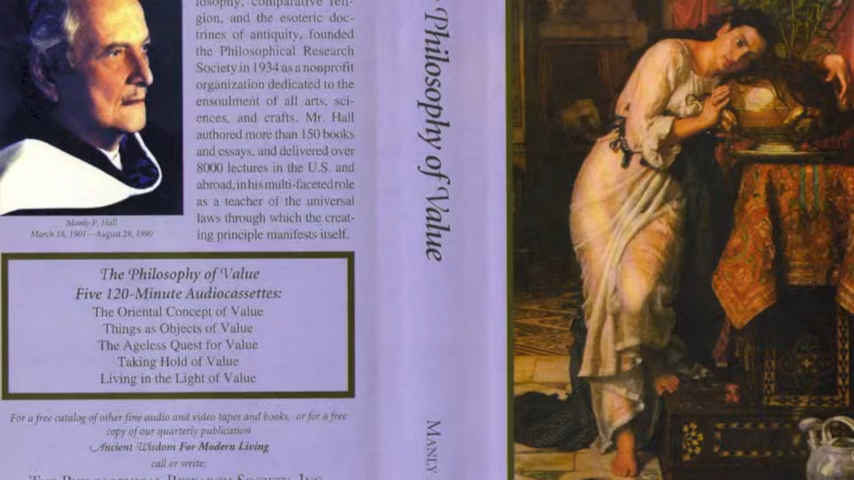 losophy, comparative reli-
gion, and the esoteric doc-
trines of antiquity, founded
the Philosophical Research
Society in 1934 as a nonprofit
organization dedicated to the
ensoulment of all arts, sci-
ences, and crafts. Mr. Hall
authored more than 150 books
and essays, and delivered over
8000 lectures in the U.S. and
abroad, in his multi-faceted role
as a teacher of the universal
laws through which the creat-
ing principle manifests itself.
Manly P. Hall
March 18, 1901—August 29, 1990
The Philosophy of Value
Five 120-Minute Audiocassettes:
The Oriental Concept of Value
Things as Objects of Value
The Ageless Quest for Value
Taking Hold of Value
Living in the Light of Value
For a free catalog of other fine audio and video tapes and books, or for a free
copy of our quarterly publication
Ancient Wisdom For Modern Living
call or write:
THE PHILOSOPHICAL RESEARCH SOCIETY, INC.
Philosophy of Value
MANLY